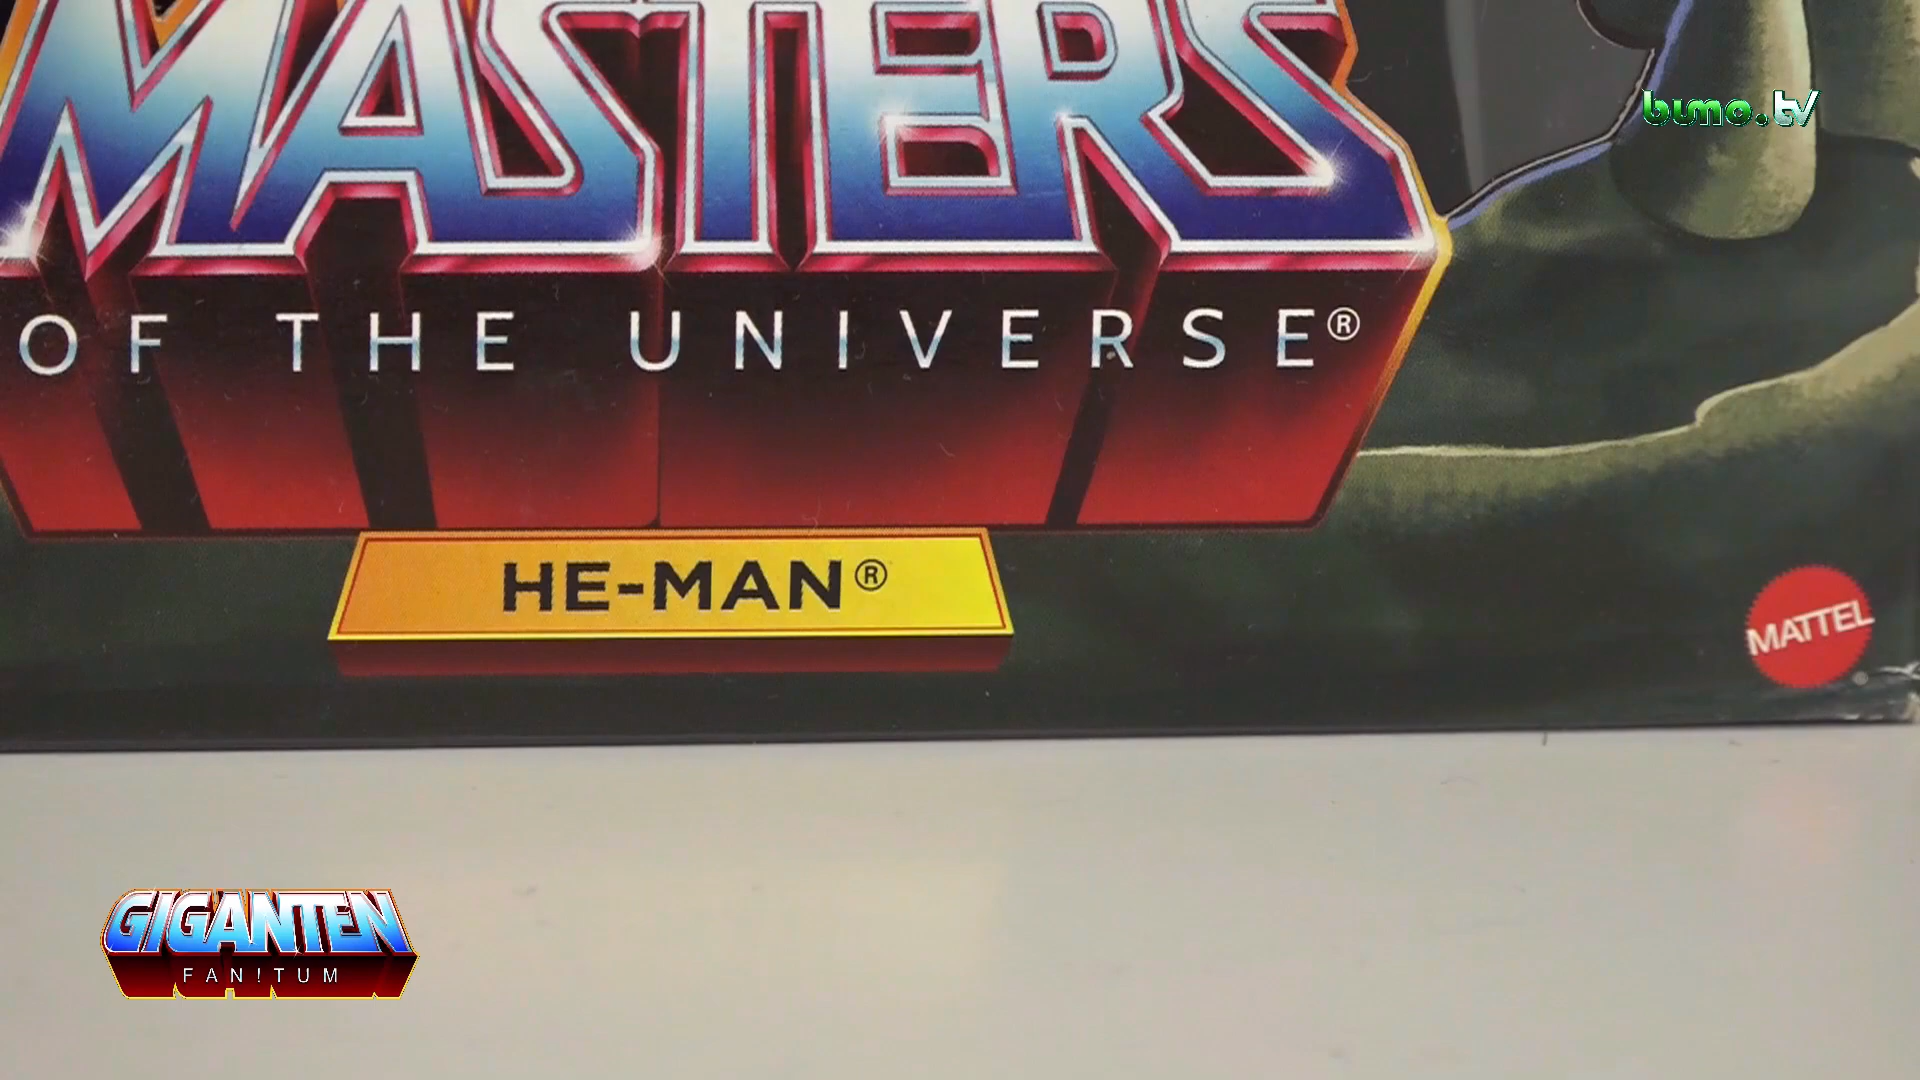 MASTERS
bumo.tv
OF THE UNIVERSE®
HE-MAN®
MATTEL
GIGANTEN
FAN!TUM